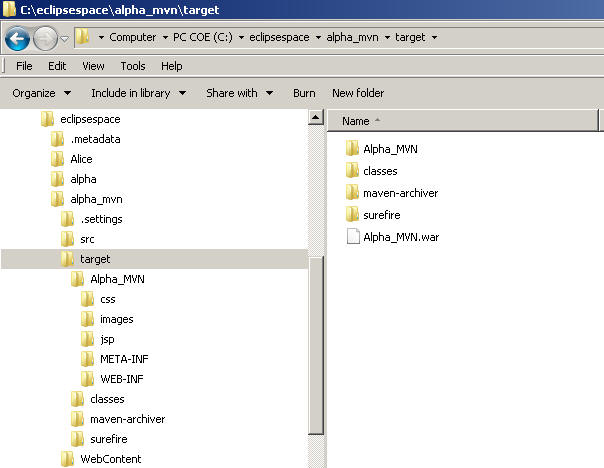 C:\eclipsespace\alpha_mvn\target
Computer PC COE (C:) eclipsespace alpha_mvn target
File Edit View Tools Help
Organize Include in library Share with Burn New folder
eclipsespace
.metadata
Alice
alpha
alpha_mvn
.settings
src
target
Alpha_MVN
css
images
jsp
META-INF
WEB-INF
classes
maven-archiver
surefire
WebContent
Name
Alpha_MVN
classes
maven-archiver
surefire
Alpha_MVN.war